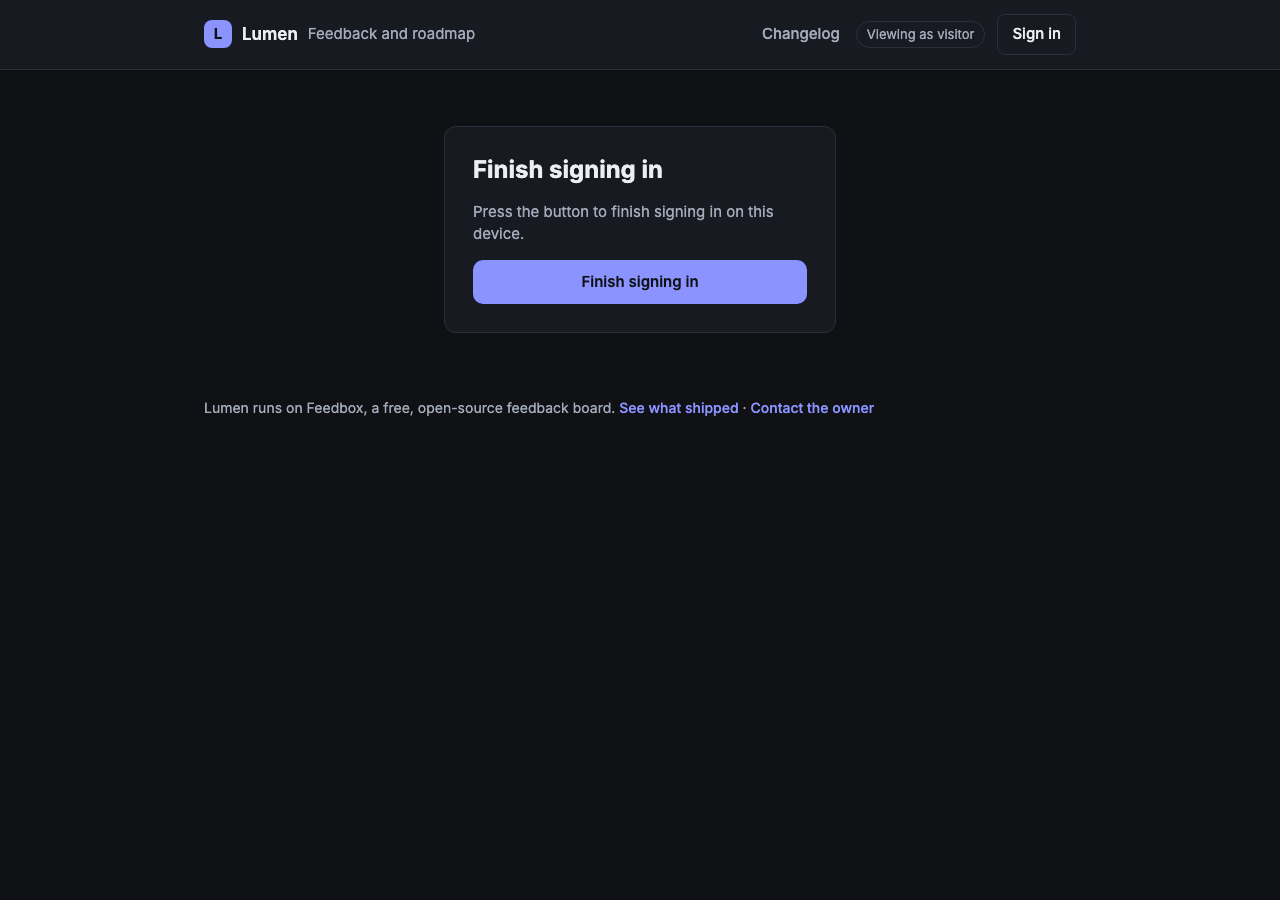 L Lumen Feedback and roadmap Changelog Viewing as visitor Sign in
Finish signing in
Press the button to finish signing in on this
device.
Finish signing in
Lumen runs on Feedbox, a free, open-source feedback board. See what shipped · Contact the owner